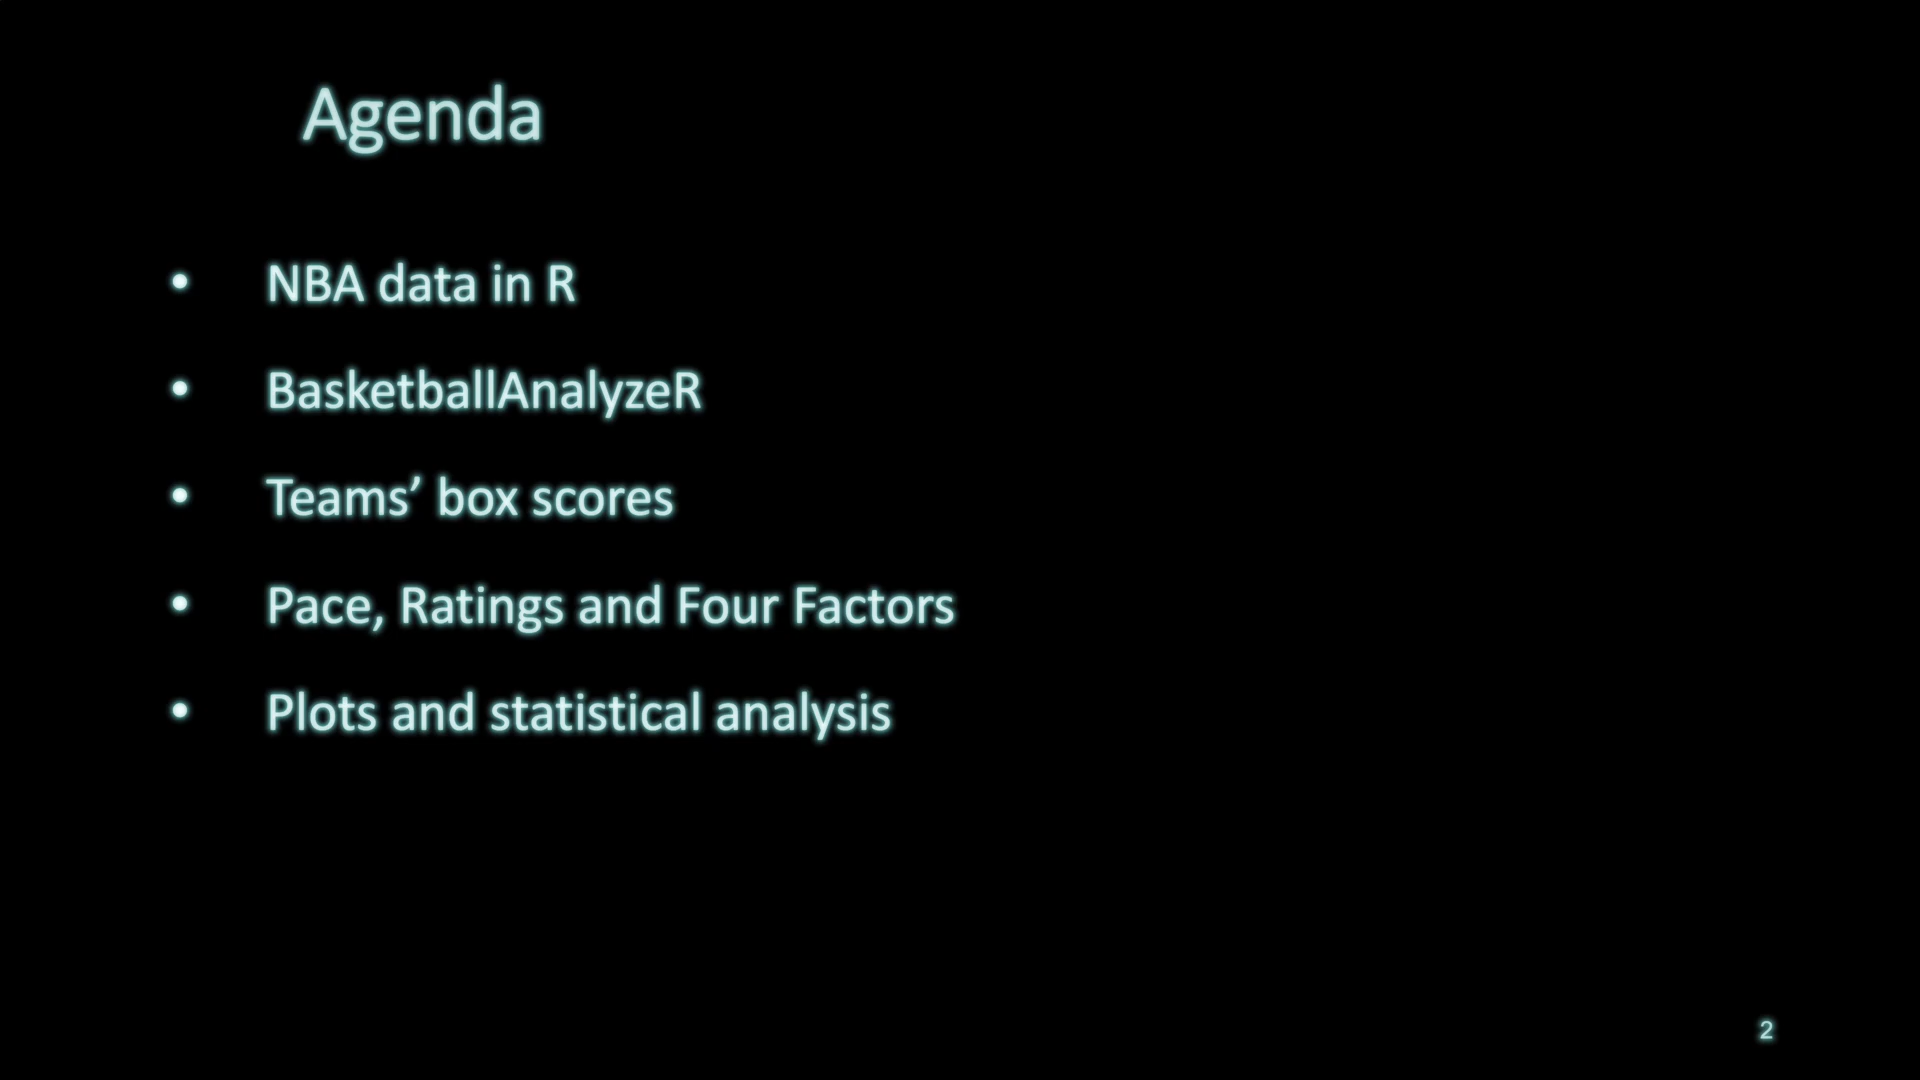 Agenda
• NBA data in R
• BasketballAnalyzeR
• Teams’ box scores
• Pace, Ratings and Four Factors
• Plots and statistical analysis
2